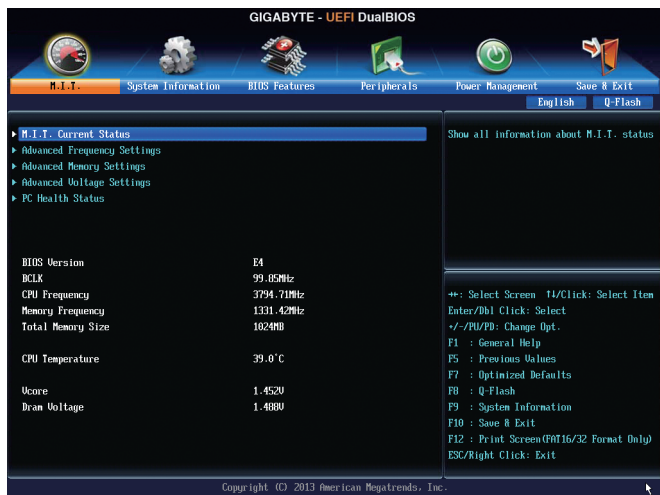 GIGABYTE - UEFI DualBIOS
M.I.T. System Information BIOS Features Peripherals Power Management Save & Exit
English Q-Flash
M.I.T. Current Status
Advanced Frequency Settings
Advanced Memory Settings
Advanced Voltage Settings
PC Health Status
BIOS Version E4
BCLK 99.85MHz
CPU Frequency 3794.71MHz
Memory Frequency 1331.42MHz
Total Memory Size 1024MB
CPU Temperature 39.0°C
Vcore 1.452V
Dram Voltage 1.488V
Show all information about M.I.T. status
→←: Select Screen ↑↓/Click: Select Item
Enter/Dbl Click: Select
+/-/PU/PD: Change Opt.
F1 : General Help
F5 : Previous Values
F7 : Optimized Defaults
F8 : Q-Flash
F9 : System Information
F10 : Save & Exit
F12 : Print Screen(FAT16/32 Format Only)
ESC/Right Click: Exit
Copyright (C) 2013 American Megatrends, Inc.